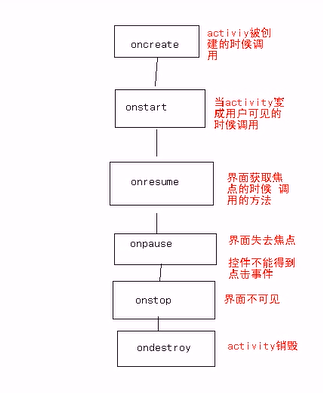 oncreate
activiy被创
建的时候调
用
onstart
当activity变
成用户可见的
时候调用
onresume
界面获取焦
点的时候 调
用的方法
onpause
界面失去焦点
控件不能得到
点击事件
onstop
界面不可见
ondestroy
activity销毁